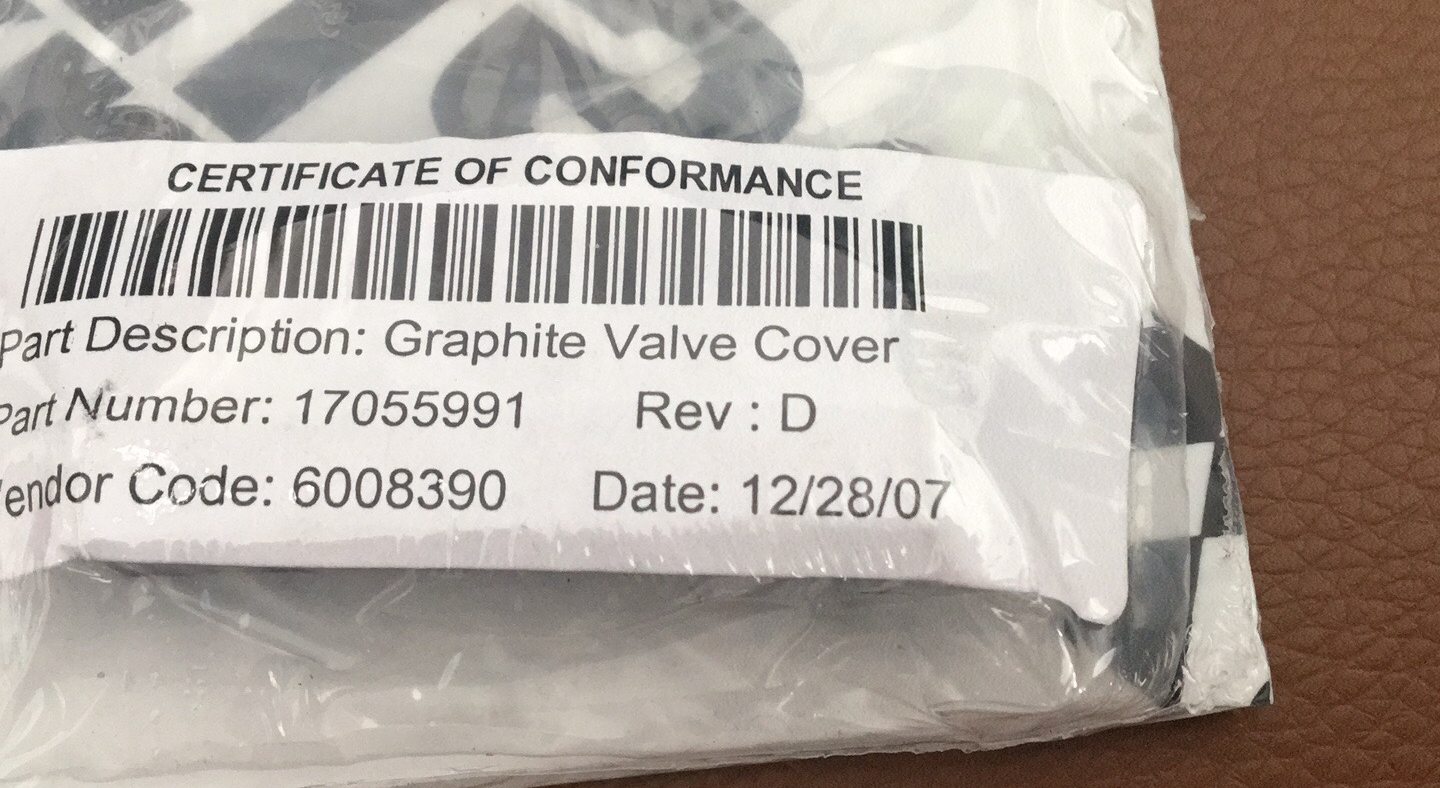 CERTIFICATE OF CONFORMANCE
Part Description: Graphite Valve Cover
Part Number: 17055991 Rev : D
Vendor Code: 6008390 Date: 12/28/07